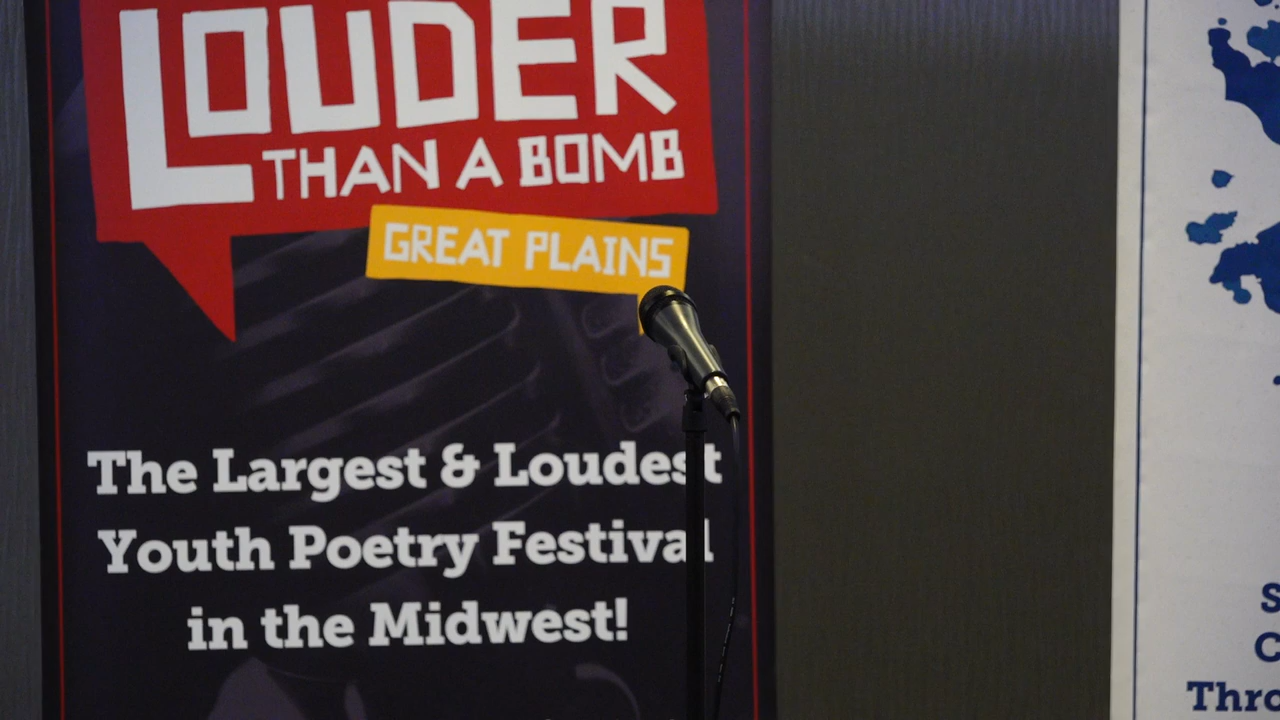 LOUDER
THAN A BOMB
GREAT PLAINS
The Largest & Loudest
Youth Poetry Festival
in the Midwest!